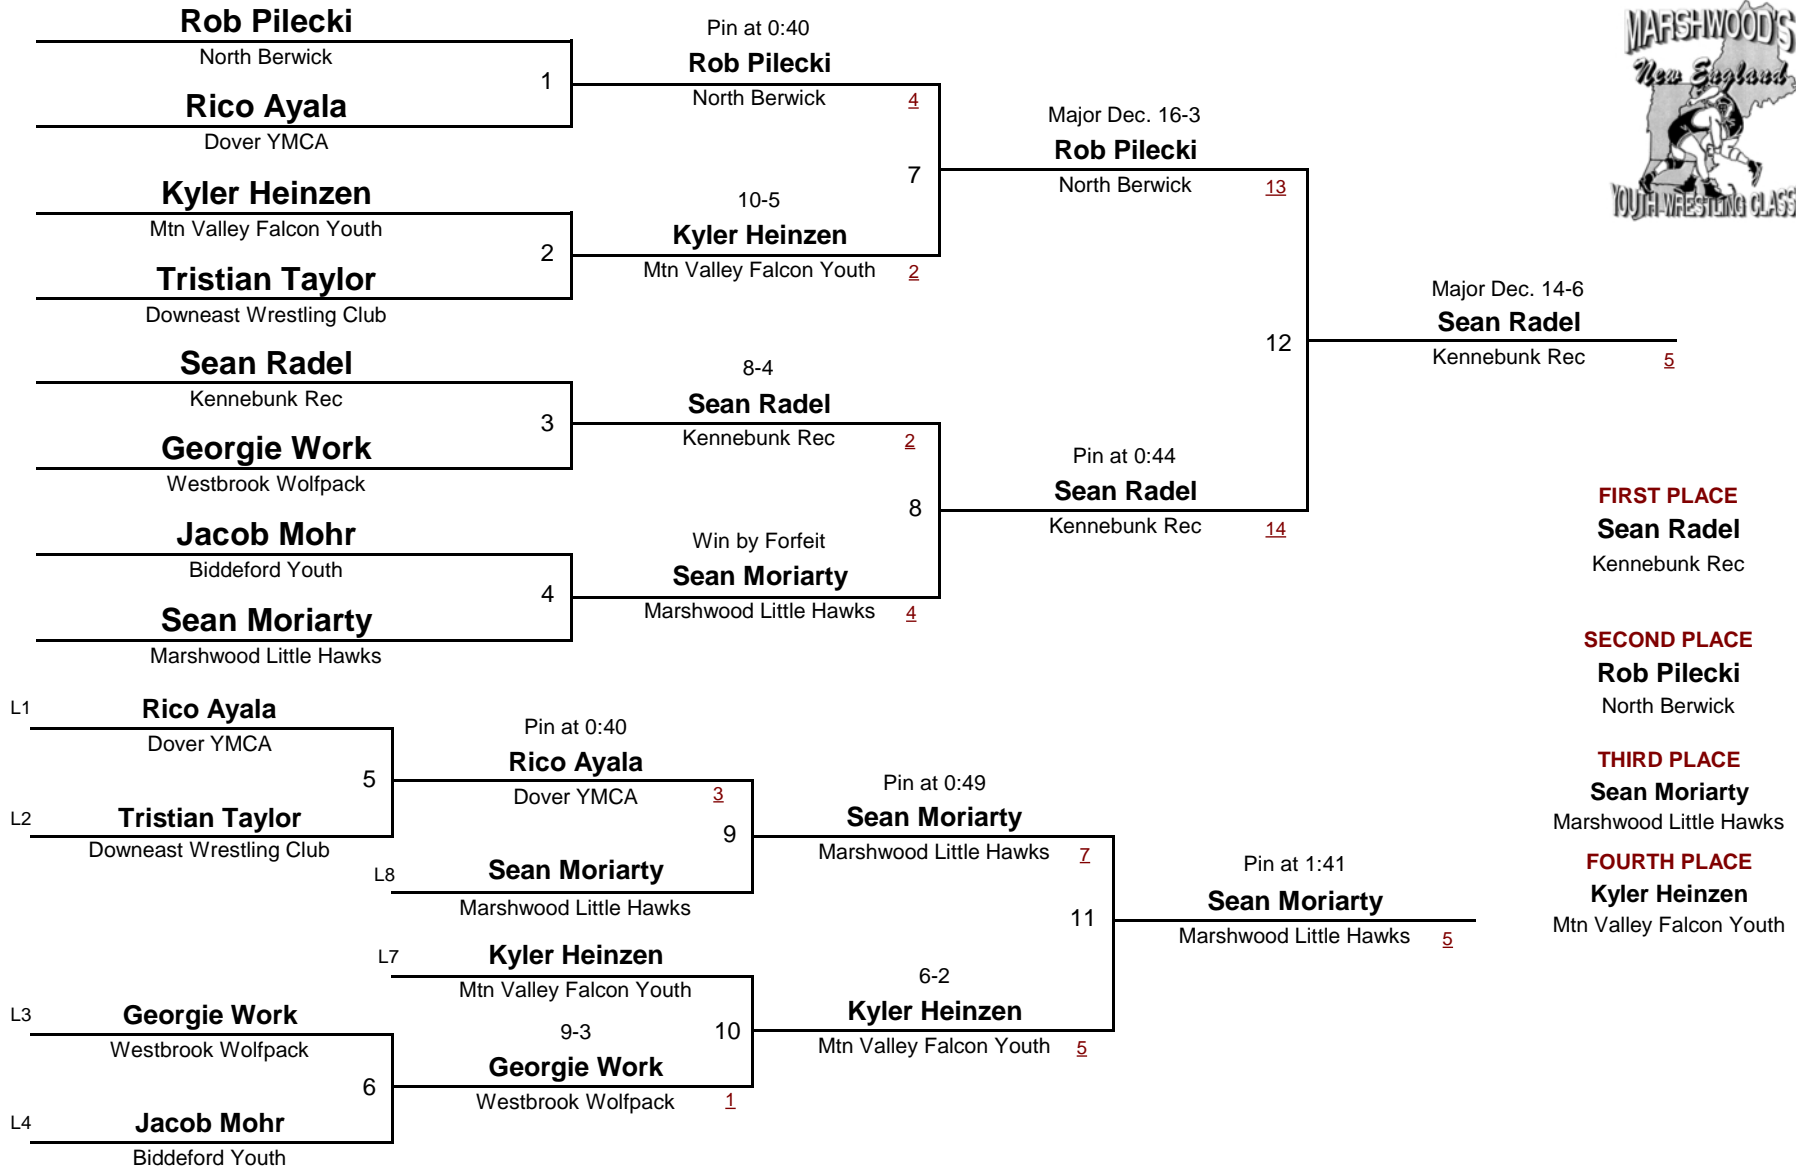 Rob Pilecki
North Berwick
1
Rico Ayala
Dover YMCA
Kyler Heinzen
Mtn Valley Falcon Youth
2
Tristian Taylor
Downeast Wrestling Club
Sean Radel
Kennebunk Rec
3
Georgie Work
Westbrook Wolfpack
Jacob Mohr
Biddeford Youth
4
Sean Moriarty
Marshwood Little Hawks
Pin at 0:40
Rob Pilecki
North Berwick 4
7
10-5
Kyler Heinzen
Mtn Valley Falcon Youth 2
8-4
Sean Radel
Kennebunk Rec 2
8
Win by Forfeit
Sean Moriarty
Marshwood Little Hawks 4
Major Dec. 16-3
Rob Pilecki
North Berwick 13
12
Pin at 0:44
Sean Radel
Kennebunk Rec 14
Major Dec. 14-6
Sean Radel
Kennebunk Rec 5
MARSHWOOD'S
New England
YOUTH WRESTLING CLASS
FIRST PLACE
Sean Radel
Kennebunk Rec
SECOND PLACE
Rob Pilecki
North Berwick
THIRD PLACE
Sean Moriarty
Marshwood Little Hawks
FOURTH PLACE
Kyler Heinzen
Mtn Valley Falcon Youth
L1 Rico Ayala
Dover YMCA
5
L2 Tristian Taylor
Downeast Wrestling Club
L3 Georgie Work
Westbrook Wolfpack
6
L4 Jacob Mohr
Biddeford Youth
Pin at 0:40
Rico Ayala
Dover YMCA 3
9
L8 Sean Moriarty
Marshwood Little Hawks
L7 Kyler Heinzen
Mtn Valley Falcon Youth
9-3 10
Georgie Work
Westbrook Wolfpack 1
Pin at 0:49
Sean Moriarty
Marshwood Little Hawks 7
11
6-2
Kyler Heinzen
Mtn Valley Falcon Youth 5
Pin at 1:41
Sean Moriarty
Marshwood Little Hawks 5